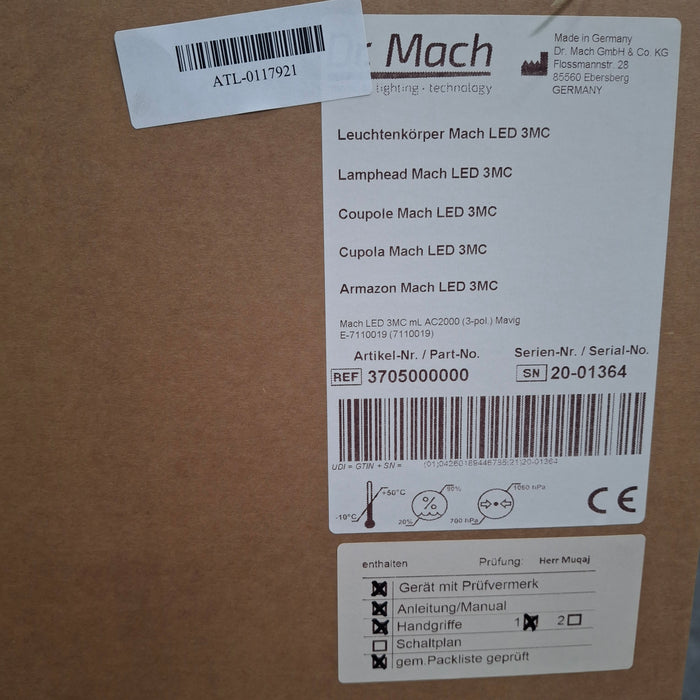 ATL-0117921
Mach
lighting · technology
Made in Germany
Dr. Mach GmbH & Co. KG
Flossmannstr. 28
85560 Ebersberg
GERMANY
Leuchtenkörper Mach LED 3MC
Lamphead Mach LED 3MC
Coupole Mach LED 3MC
Cupola Mach LED 3MC
Armazon Mach LED 3MC
Mach LED 3MC mL AC2000 (3-pol.) Mavig
E-7110019 (7110019)
Artikel-Nr. / Part-No. Serien-Nr. / Serial-No.
REF 3705000000 SN 20-01364
UDI = GTIN + SN =
-10°C +50°C 20% 80% 700 hPa 1060 hPa
CE
enthalten Prüfung: Herr Muqaj
Gerät mit Prüfvermerk
Anleitung/Manual
Handgriffe 1 2
Schaltplan
gem.Packliste geprüft